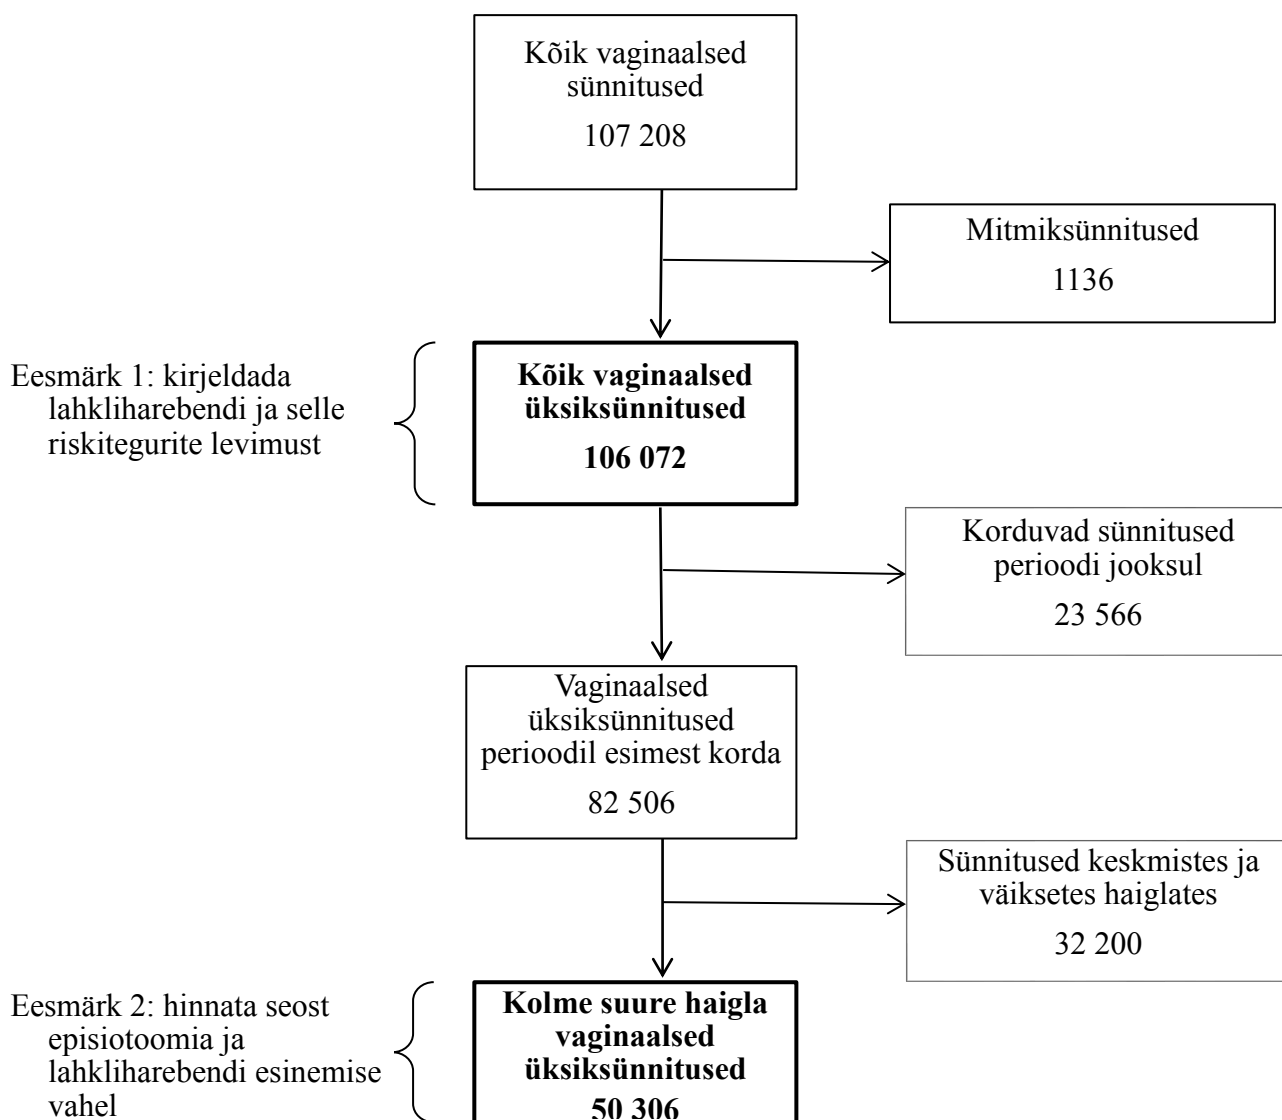 Kõik vaginaalsed
sünnitused
107 208
Mitmiksünnitused
1136
Eesmärk 1: kirjeldada
lahkliharebendi ja selle
riskitegurite levimust
Kõik vaginaalsed
üksiksünnitused
106 072
Korduvad sünnitused
perioodi jooksul
23 566
Vaginaalsed
üksiksünnitused
perioodil esimest korda
82 506
Sünnitused keskmistes ja
väiksetes haiglates
32 200
Eesmärk 2: hinnata seost
episiotoomia ja
lahkliharebendi esinemise
vahel
Kolme suure haigla
vaginaalsed
üksiksünnitused
50 306